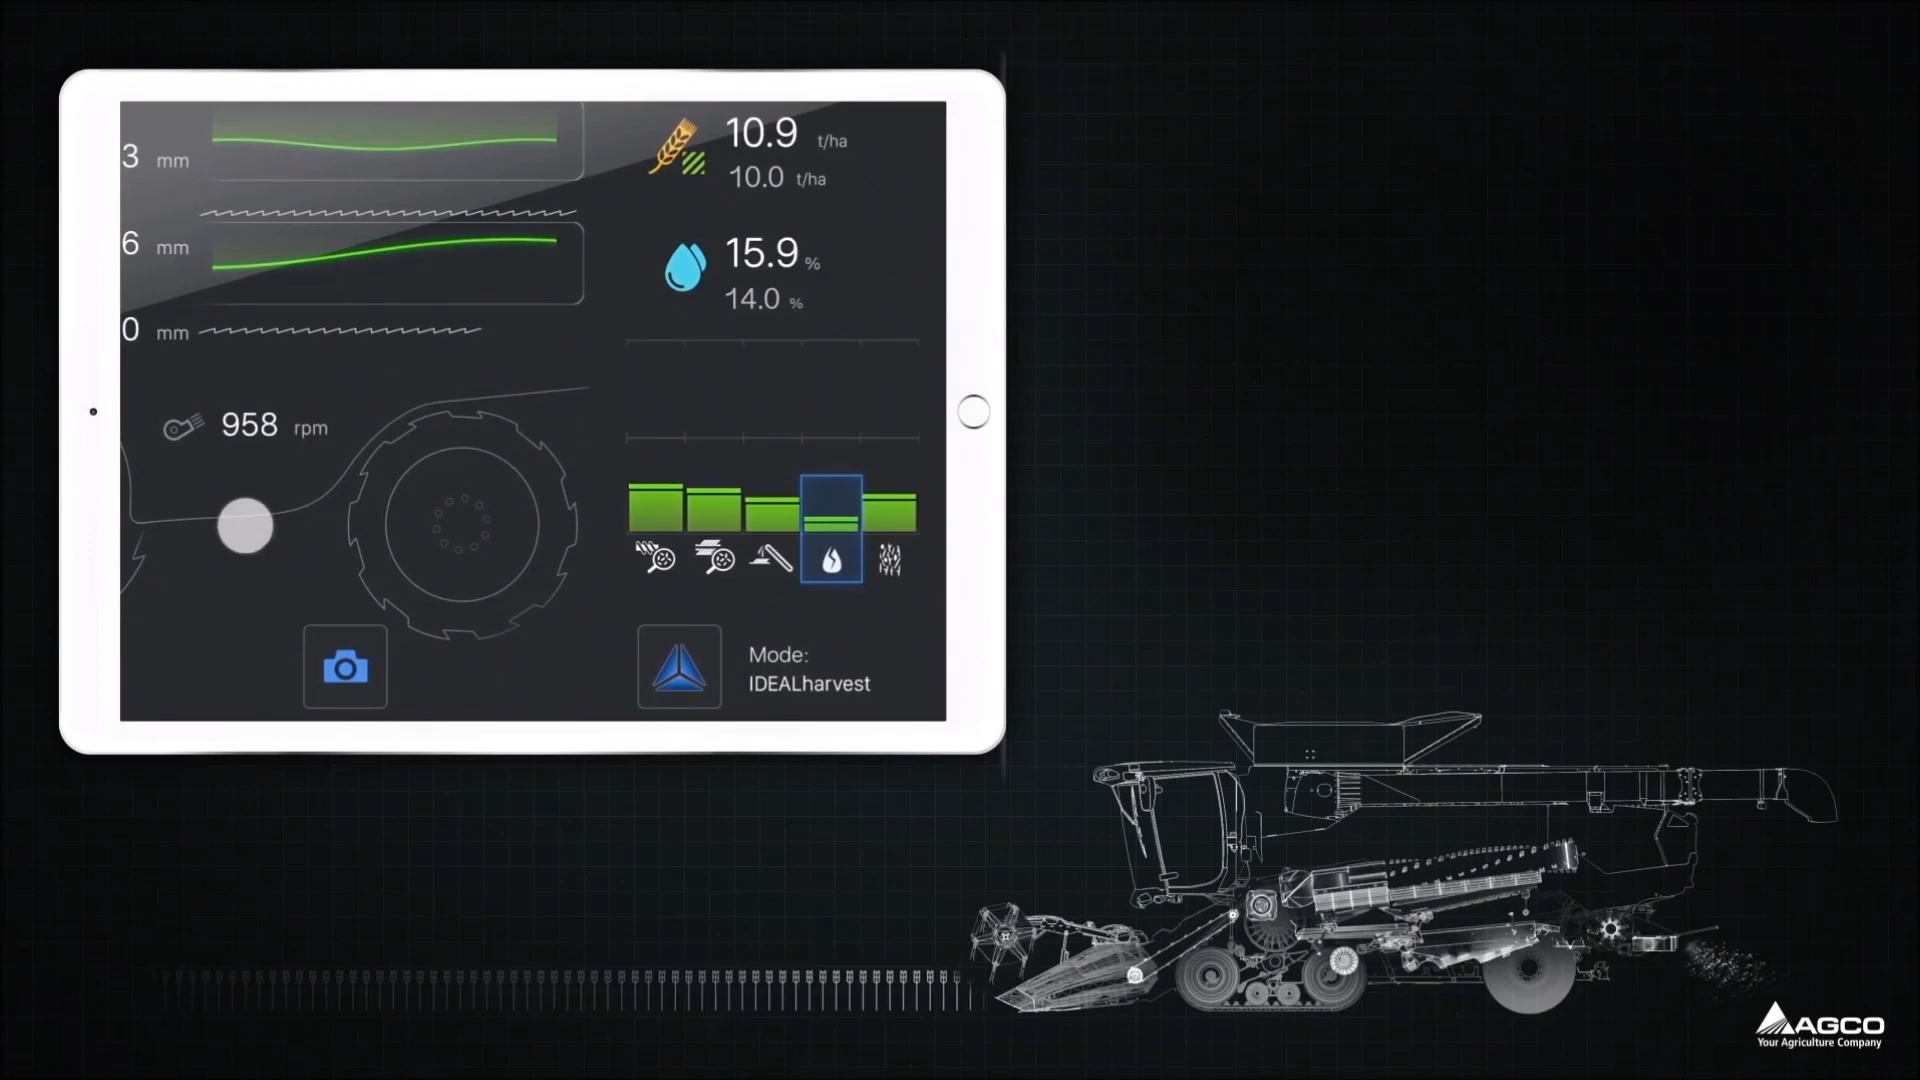 3 mm
6 mm
0 mm
958 rpm
10.9 t/ha
10.0 t/ha
15.9 %
14.0 %
Mode:
IDEALharvest
AGCO
Your Agriculture Company